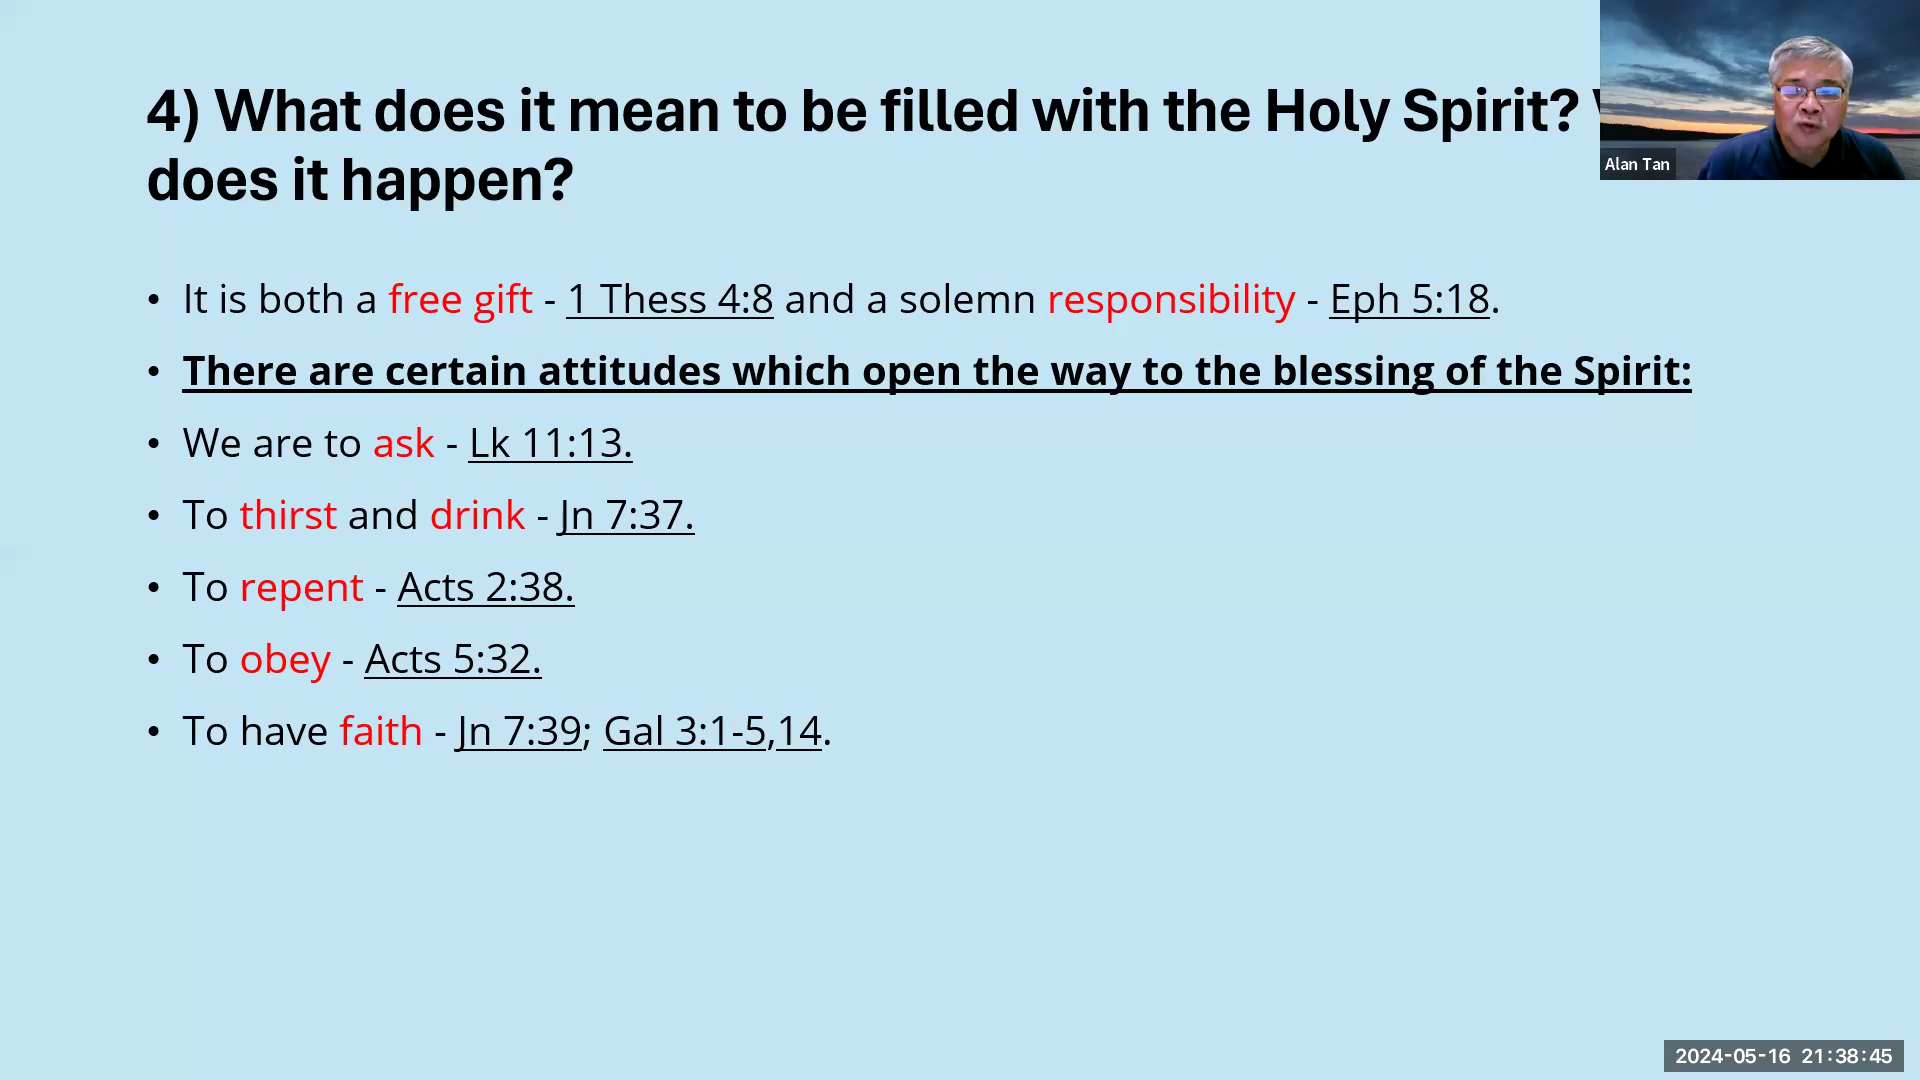 4) What does it mean to be filled with the Holy Spirit?
does it happen?
• It is both a free gift - 1 Thess 4:8 and a solemn responsibility - Eph 5:18.
• There are certain attitudes which open the way to the blessing of the Spirit:
• We are to ask - Lk 11:13.
• To thirst and drink - Jn 7:37.
• To repent - Acts 2:38.
• To obey - Acts 5:32.
• To have faith - Jn 7:39; Gal 3:1-5,14.
Alan Tan
2024-05-16 21:38:45